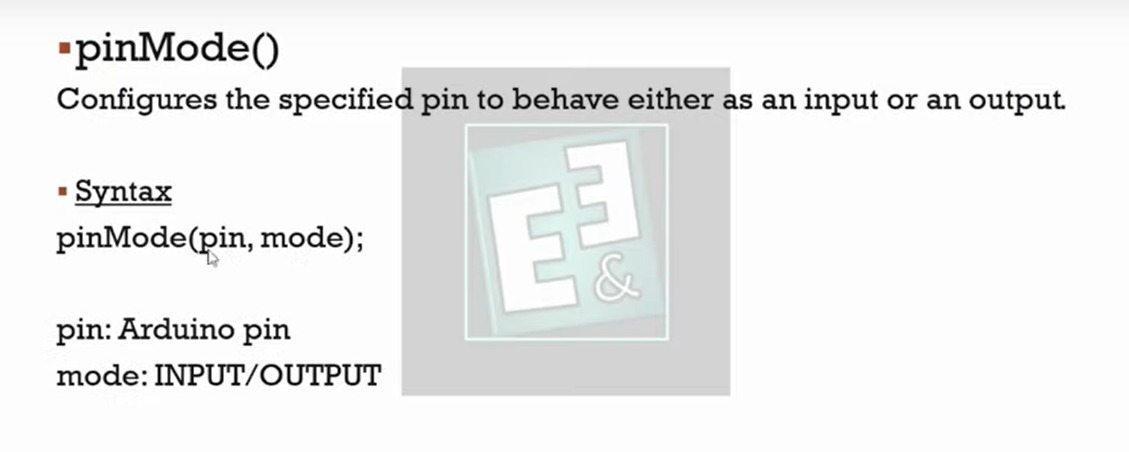 pinMode()
Configures the specified pin to behave either as an input or an output.
Syntax
pinMode(pin, mode);
pin: Arduino pin
mode: INPUT/OUTPUT
E E &